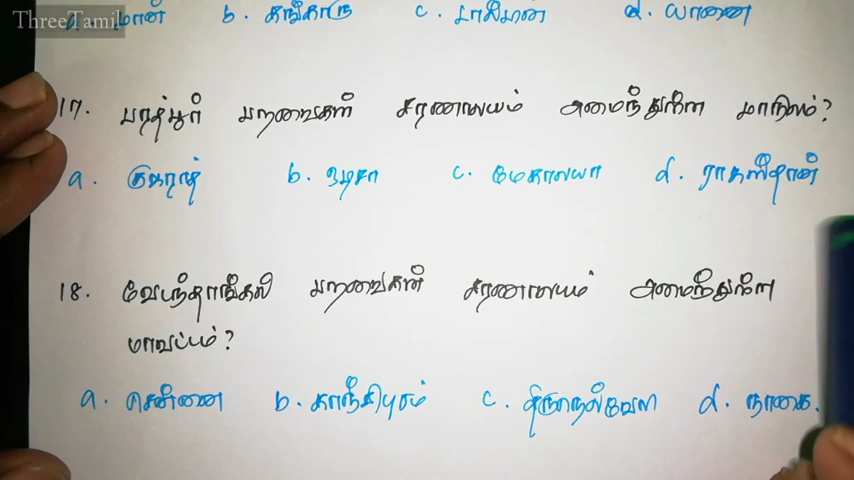 ThreeTamil
a. மான் b. கங்காரு c. டால்பின் d. யானை
17. பரத்பூர் பறவைகள் சரணாலயம் அமைந்துள்ள மாநிலம்?
a. குஜராத் b. ஒடிசா c. மேகாலயா d. ராஜஸ்தான்
18. வேடந்தாங்கல் பறவைகள் சரணாலயம் அமைந்துள்ள
மாவட்டம்?
a. சென்னை b. காஞ்சிபுரம் c. திருநெல்வேலி d. நாகை.